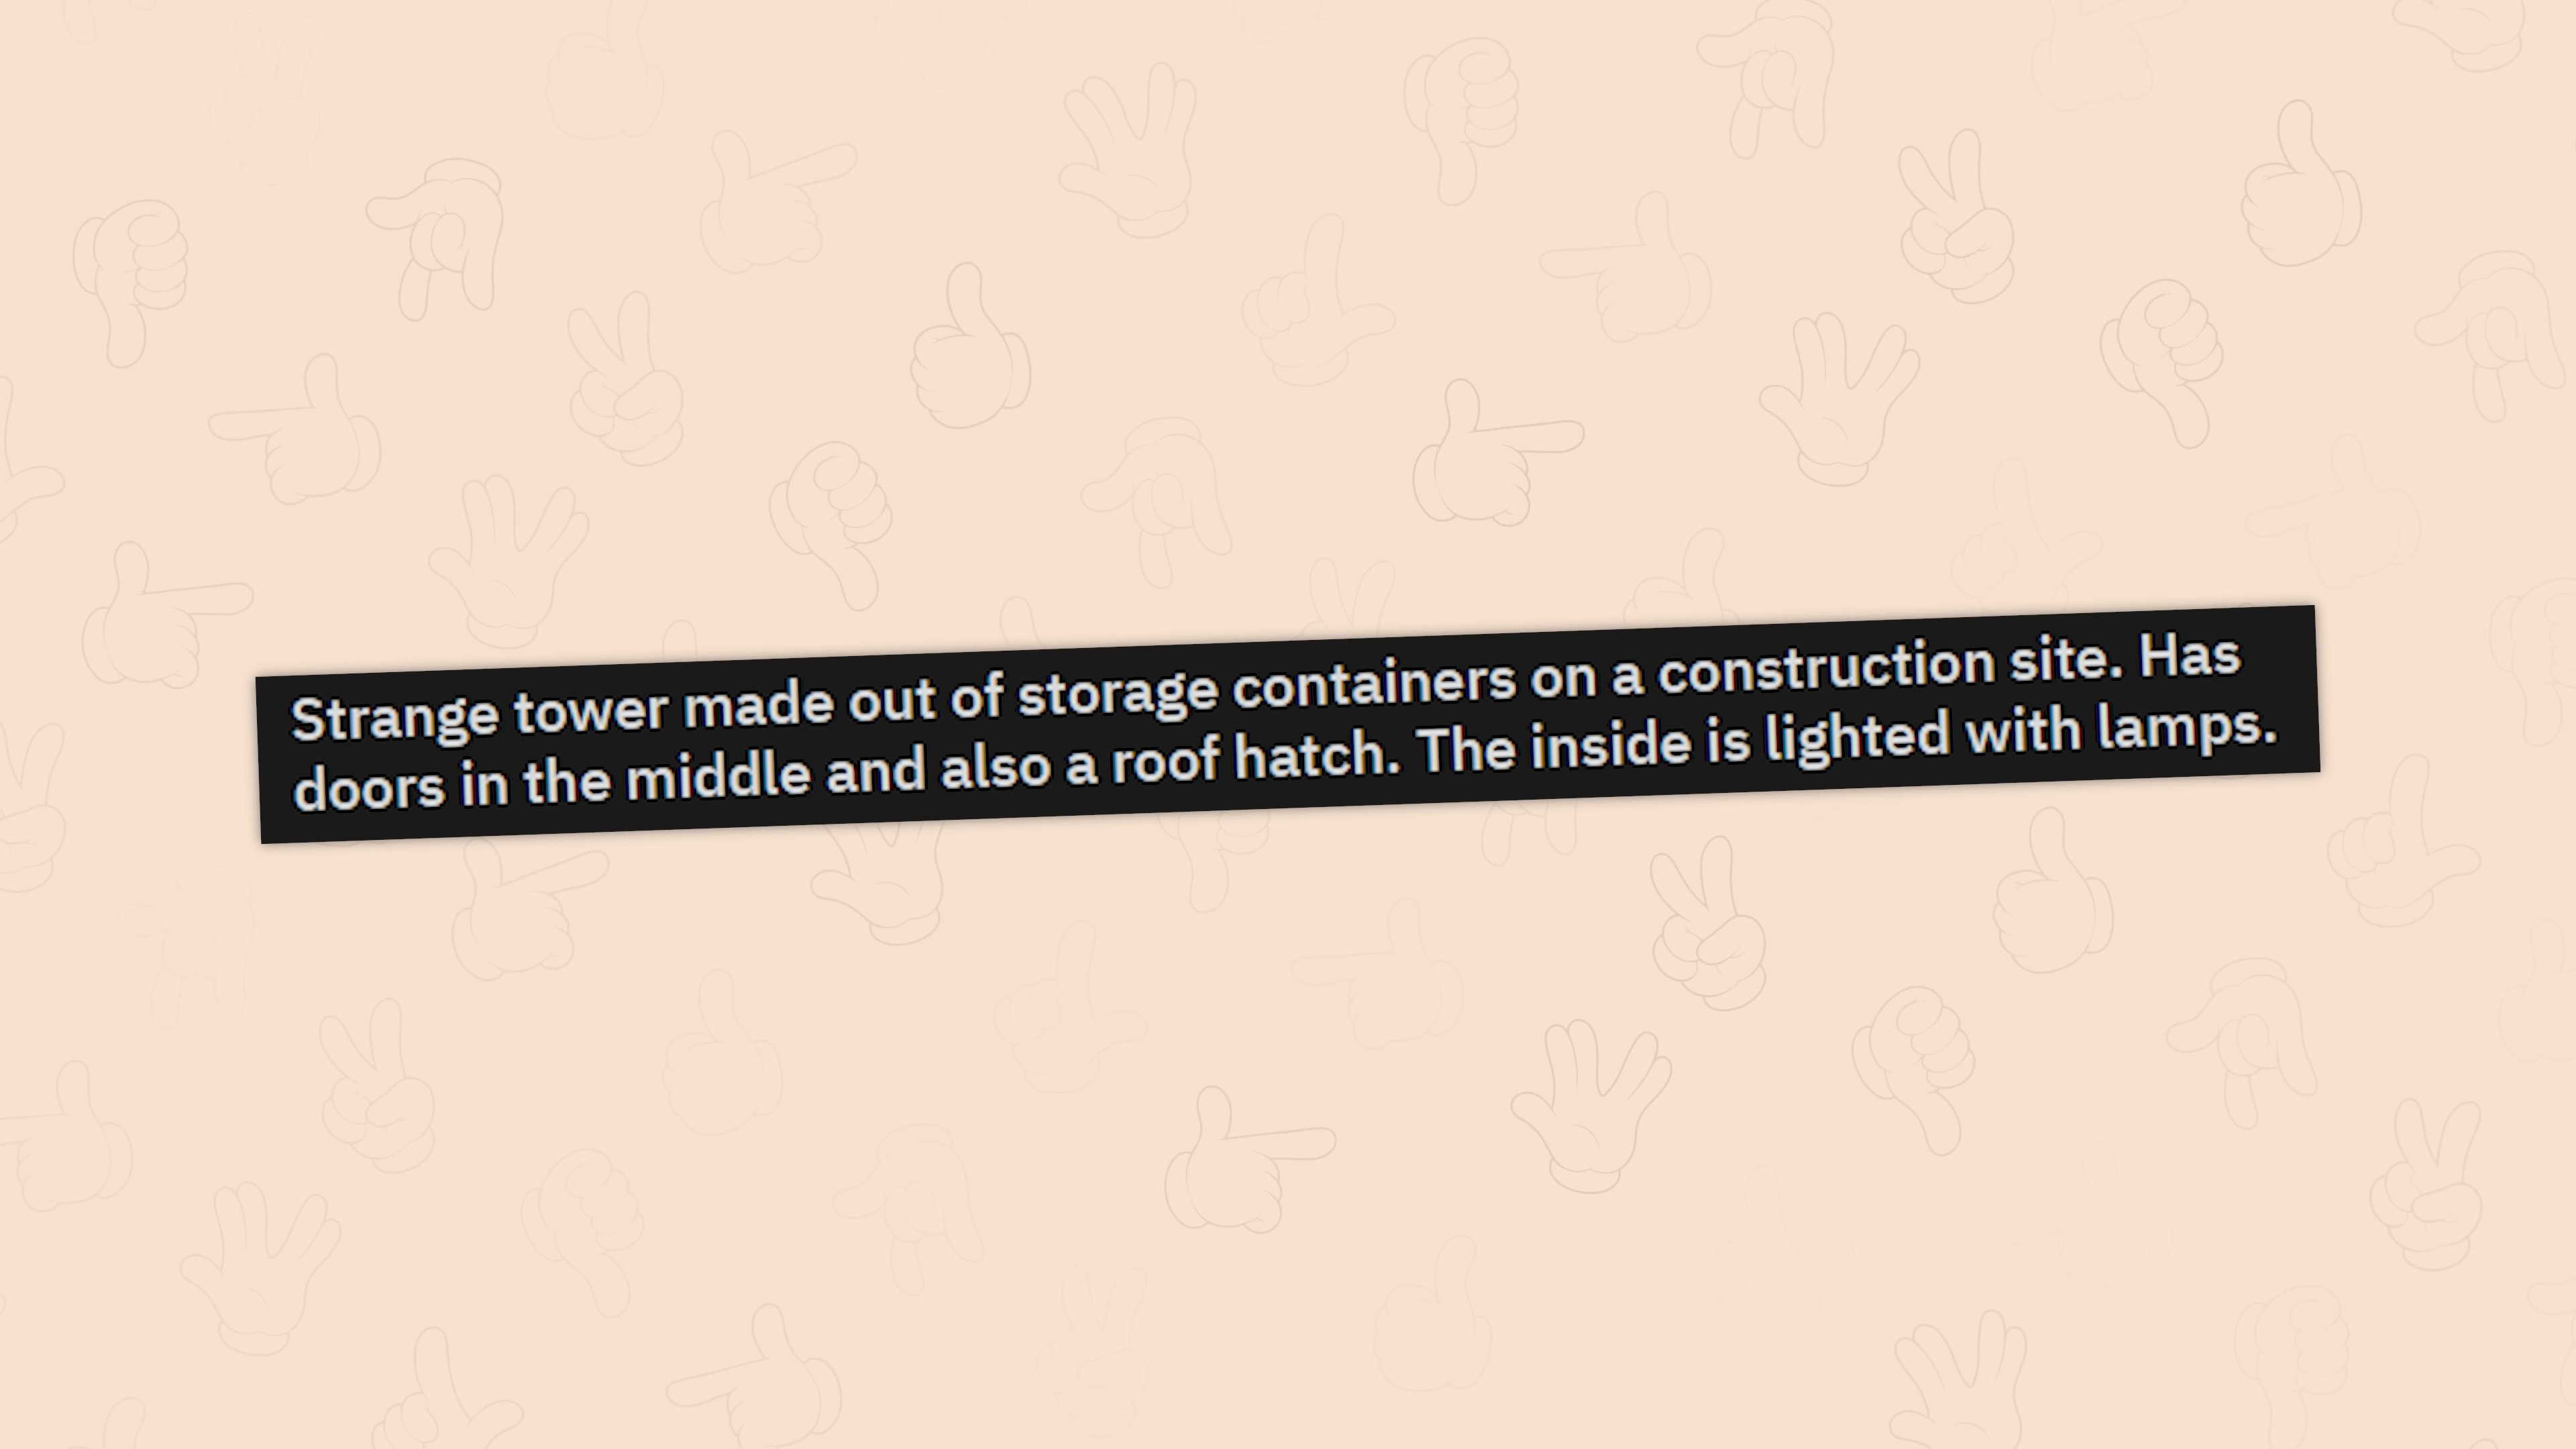 Strange tower made out of storage containers on a construction site. Has
doors in the middle and also a roof hatch. The inside is lighted with lamps.